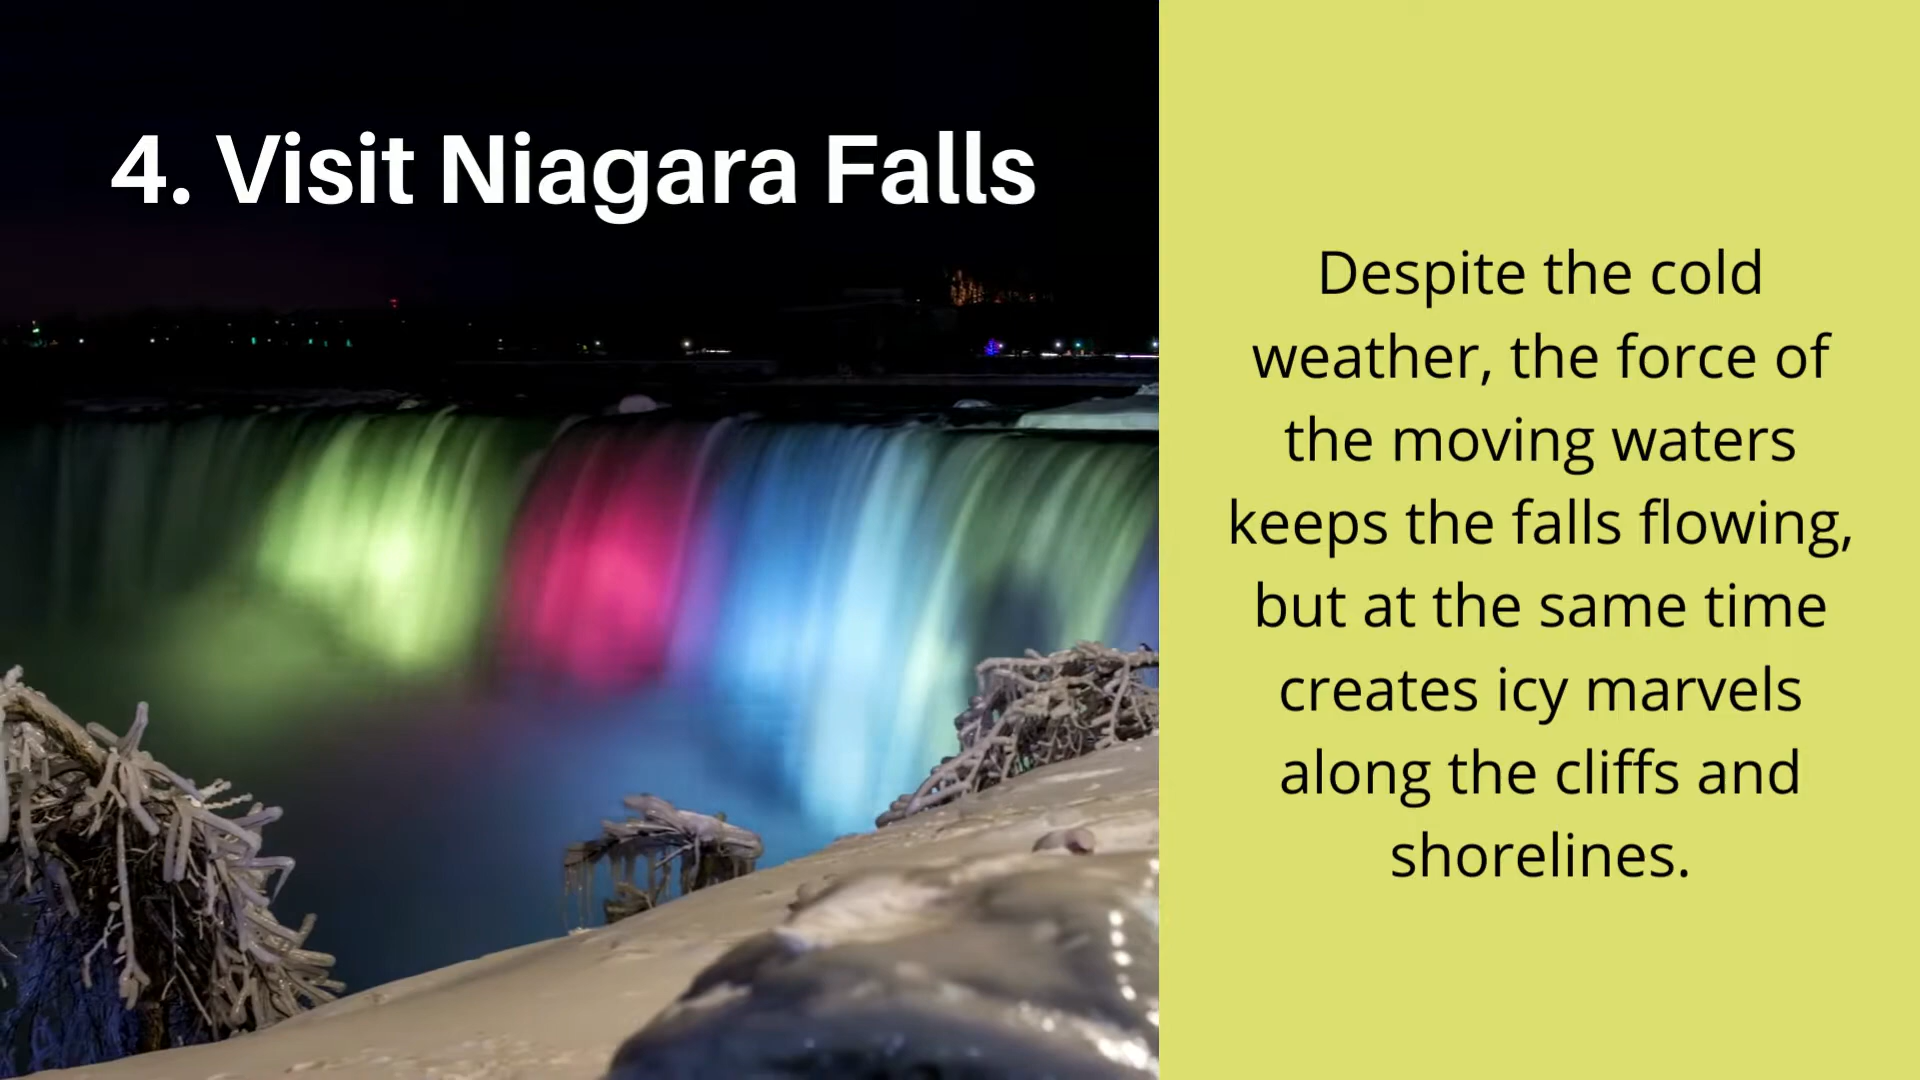 4. Visit Niagara Falls
Despite the cold
weather, the force of
the moving waters
keeps the falls flowing,
but at the same time
creates icy marvels
along the cliffs and
shorelines.